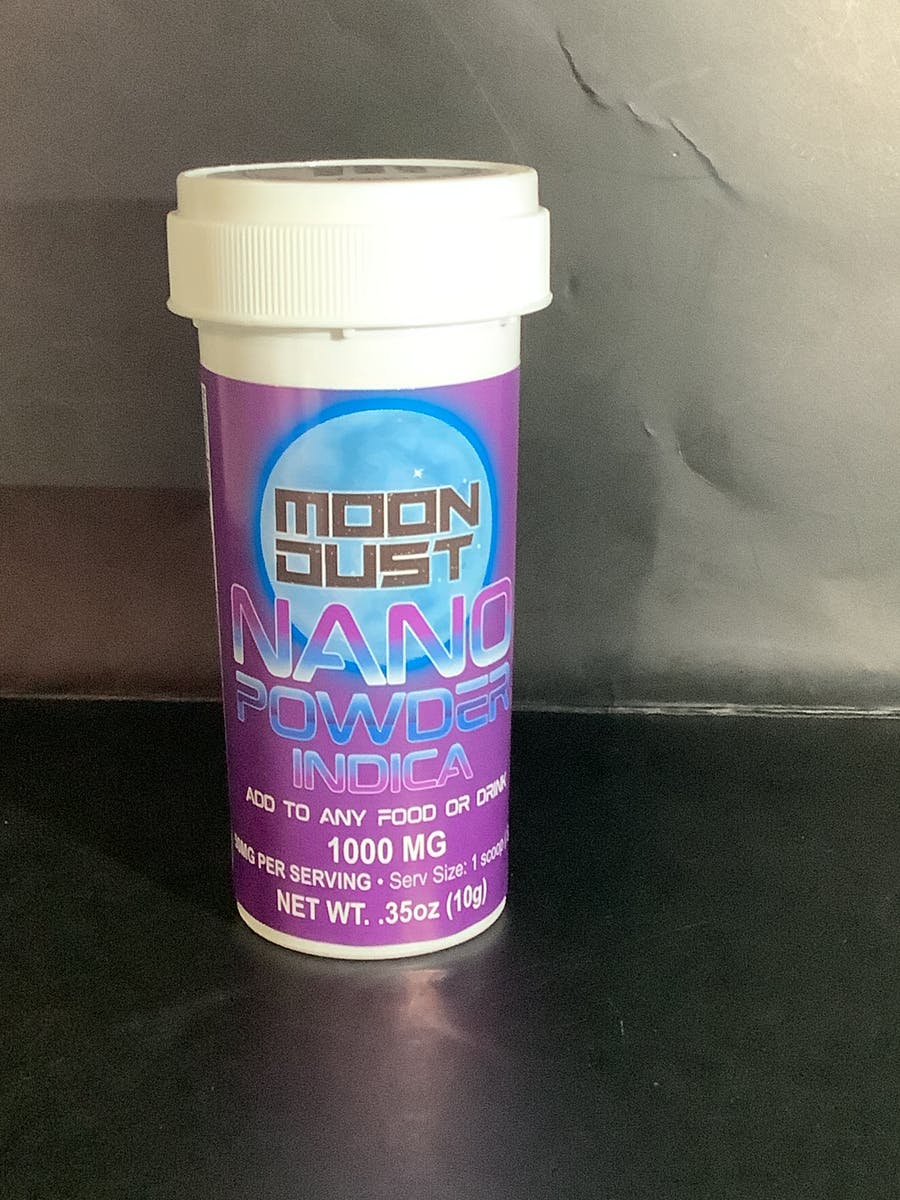 MOON
DUST
NANO
POWDER
INDICA
ADD TO ANY FOOD OR DRINK
1000 MG
PER SERVING • Serv Size: 1 scoop
NET WT. .35oz (10g)